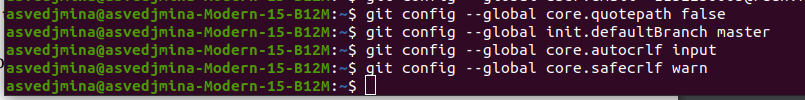 asvedjmina@asvedjmina-Modern-15-B12M:~$ git config --global core.quotepath false
asvedjmina@asvedjmina-Modern-15-B12M:~$ git config --global init.defaultBranch master
asvedjmina@asvedjmina-Modern-15-B12M:~$ git config --global core.autocrlf input
asvedjmina@asvedjmina-Modern-15-B12M:~$ git config --global core.safecrlf warn
asvedjmina@asvedjmina-Modern-15-B12M:~$